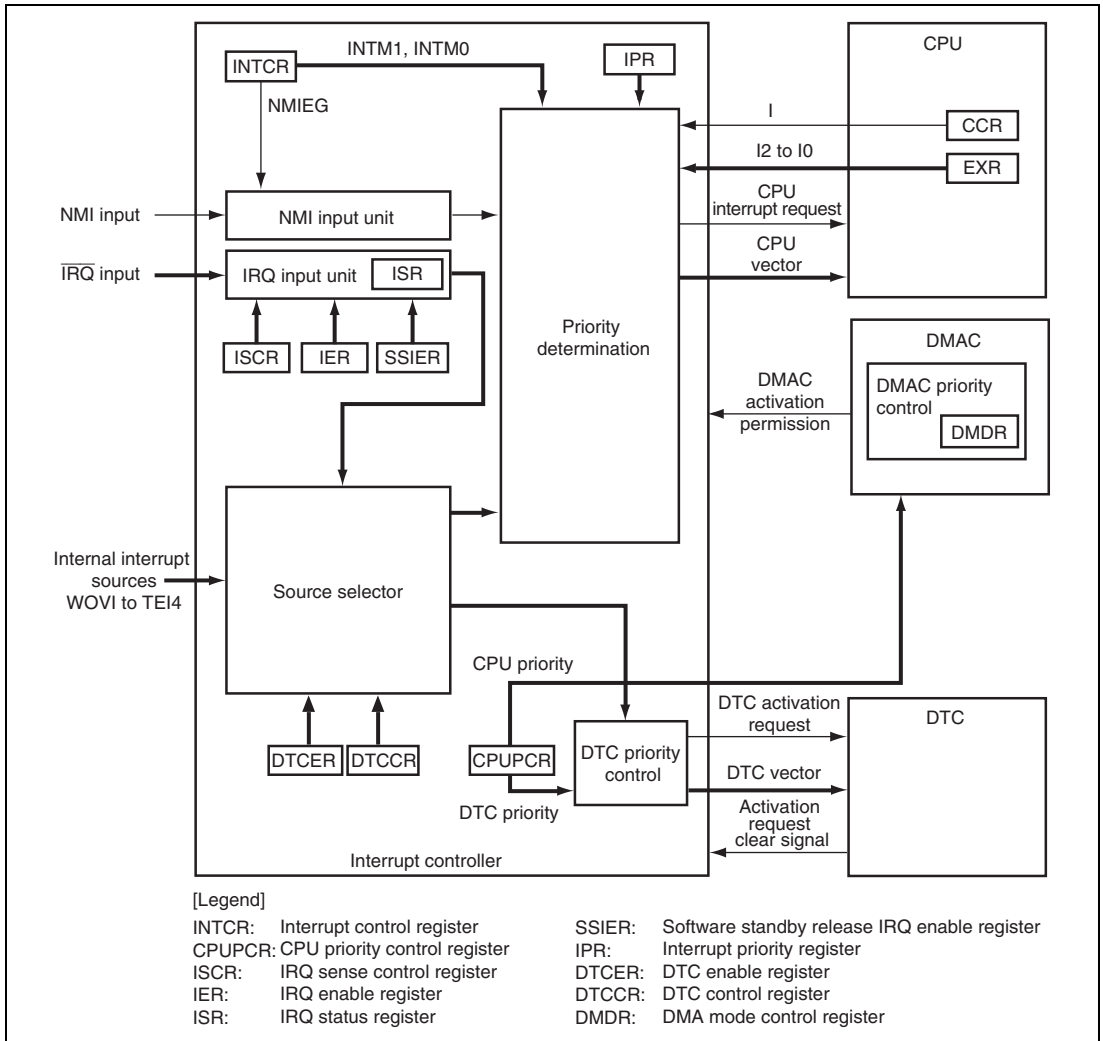 INTM1, INTM0
CPU
INTCR
IPR
NMIEG
I
CCR
I2 to I0
EXR
CPU
interrupt request
NMI input
NMI input unit
CPU
vector
IRQ input
IRQ input unit
ISR
Priority
determination
DMAC
ISCR
IER
SSIER
DMAC
activation
permission
DMAC priority
control
DMDR
Internal interrupt
sources
WOVI to TEI4
Source selector
CPU priority
DTC activation
request
DTC
DTCER
DTCCR
CPUPCR
DTC priority
control
DTC vector
DTC priority
Activation
request
clear signal
Interrupt controller
[Legend]
INTCR: Interrupt control register
CPUPCR: CPU priority control register
ISCR: IRQ sense control register
IER: IRQ enable register
ISR: IRQ status register
SSIER: Software standby release IRQ enable register
IPR: Interrupt priority register
DTCER: DTC enable register
DTCCR: DTC control register
DMDR: DMA mode control register